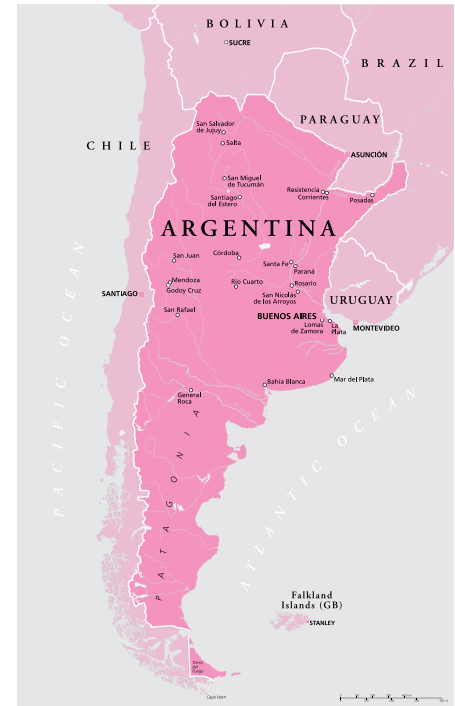 BOLIVIA
SUCRE
BRAZIL
PARAGUAY
San Salvador
de Jujuy
Salta
CHILE
ASUNCIÓN
San Miguel
de Tucumán
Santiago
del Estero
Resistencia
Corrientes
Posadas
ARGENTINA
San Juan
Córdoba
Santa Fe
Paraná
Mendoza
Godoy Cruz
Río Cuarto
Rosario
San Nicolás
de los Arroyos
SANTIAGO
URUGUAY
San Rafael
BUENOS AIRES
Lomas
de Zamora
La
Plata
MONTEVIDEO
Mar del Plata
Bahía Blanca
General
Roca
PACIFIC OCEAN
PATAGONIA
ATLANTIC OCEAN
Falkland
Islands (GB)
STANLEY
Tierra
del
Fuego
Cape Horn